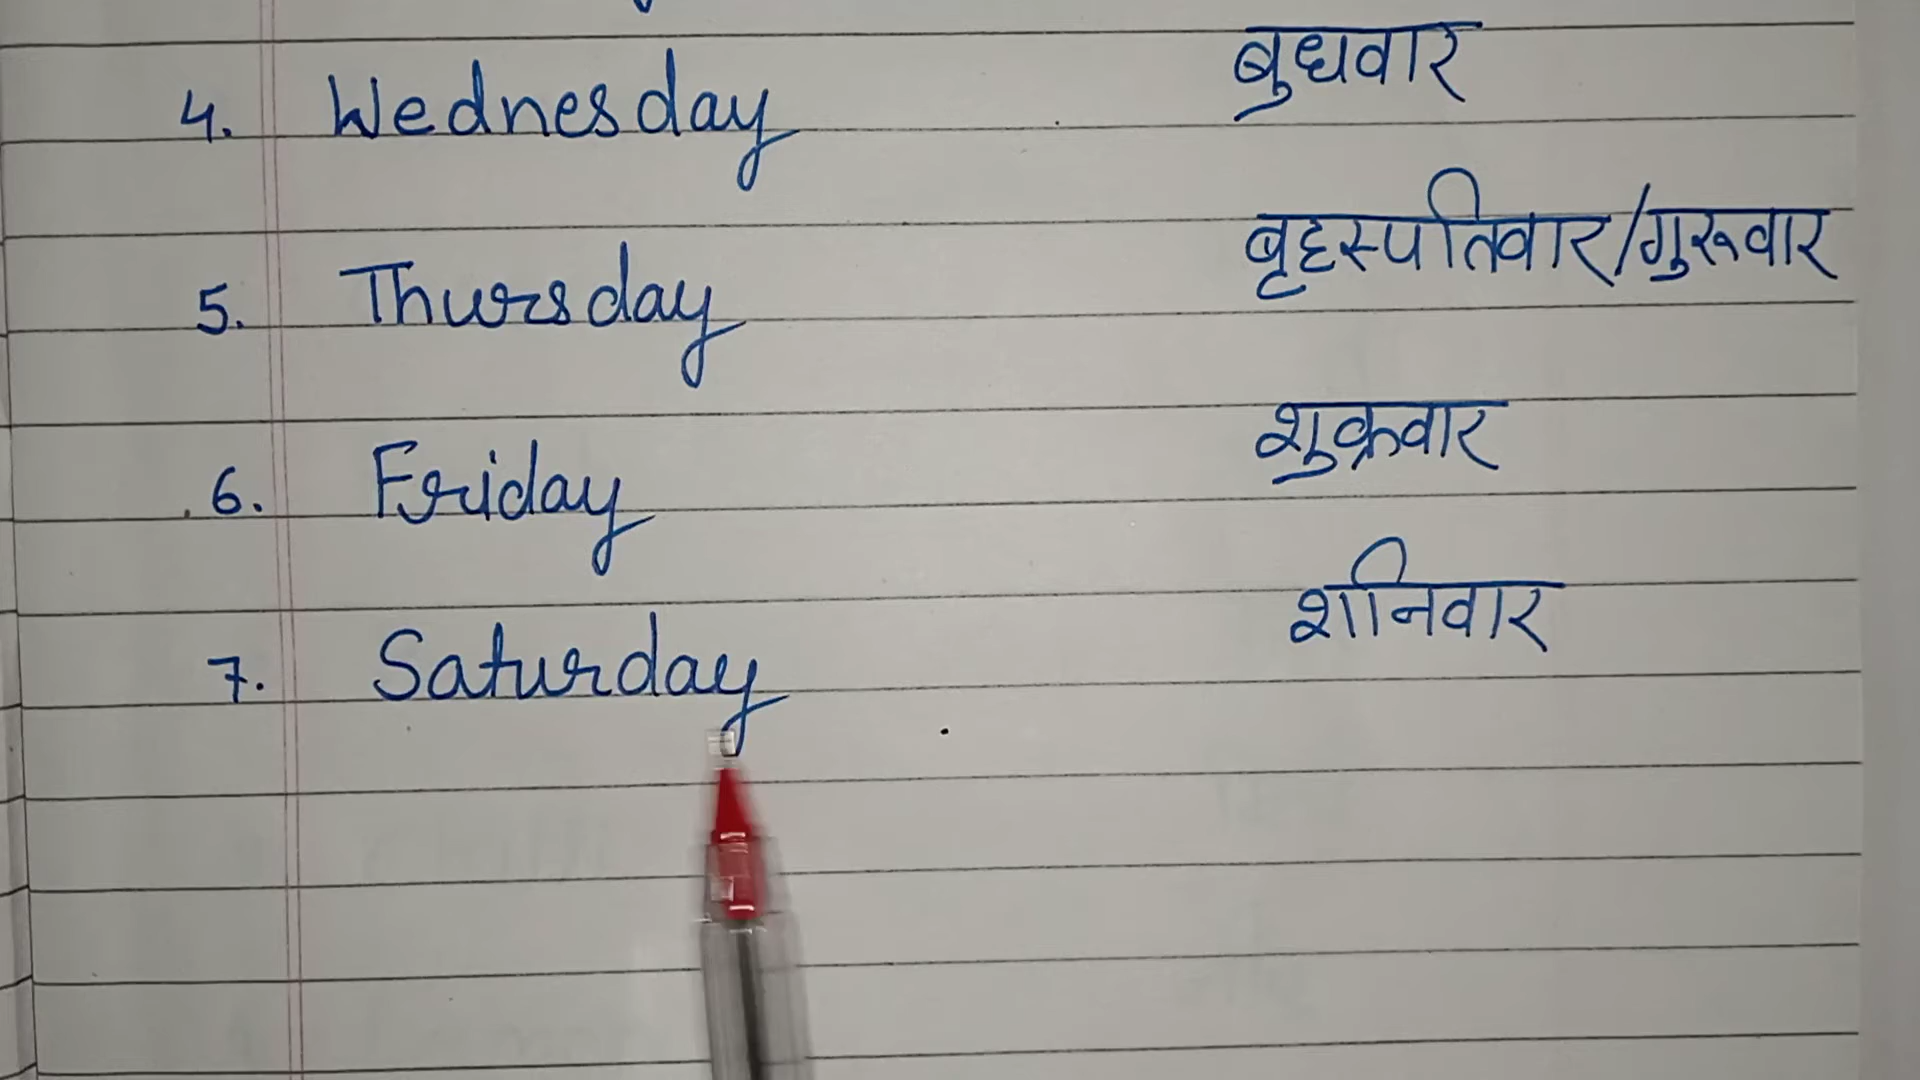 4. Wednesday बुधवार
5. Thursday बृहस्पतिवार/गुरूवार
6. Friday शुक्रवार
7. Saturday शनिवार